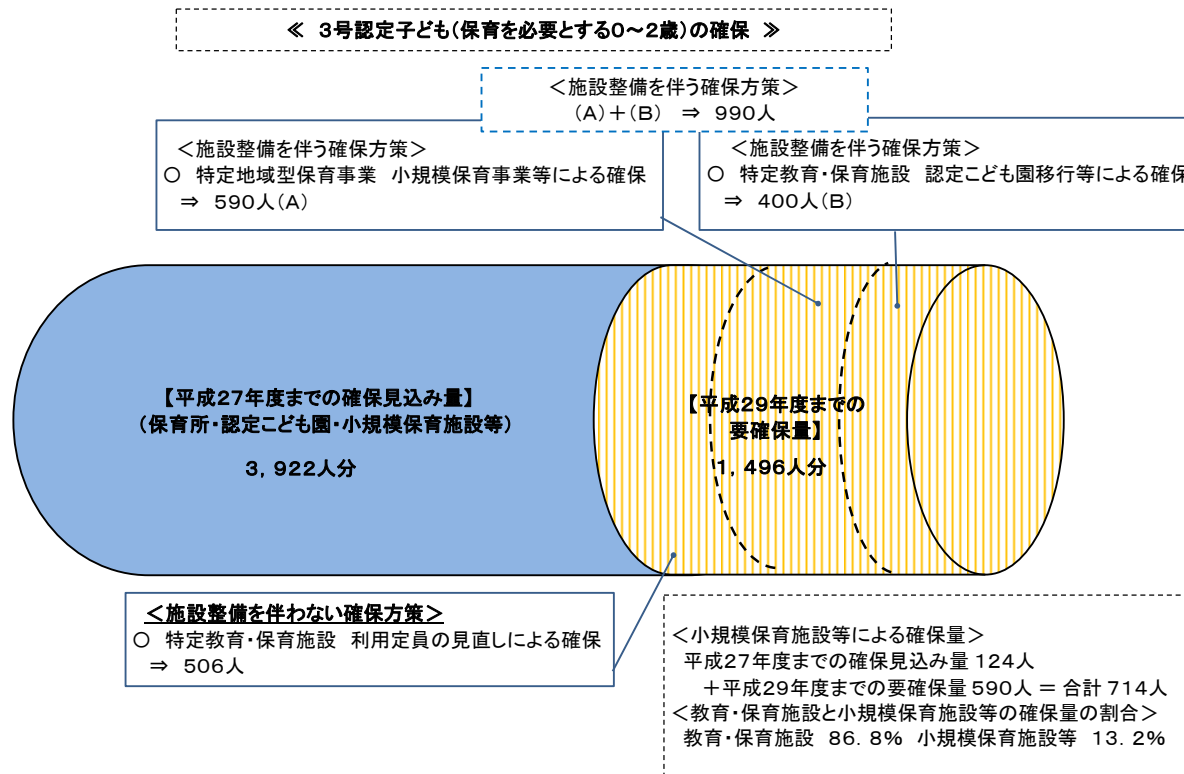 ≪ 3号認定子ども(保育を必要とする0～2歳)の確保 ≫
＜施設整備を伴う確保方策＞
(A)＋(B) ⇒ 990人
＜施設整備を伴う確保方策＞
○ 特定地域型保育事業 小規模保育事業等による確保
⇒ 590人(A)
＜施設整備を伴う確保方策＞
○ 特定教育・保育施設 認定こども園移行等による確保
⇒ 400人(B)
【平成27年度までの確保見込み量】
(保育所・認定こども園・小規模保育施設等)
3，922人分
【平成29年度までの
要確保量】
1，496人分
＜施設整備を伴わない確保方策＞
○ 特定教育・保育施設 利用定員の見直しによる確保
⇒ 506人
＜小規模保育施設等による確保量＞
平成27年度までの確保見込み量 124人
＋平成29年度までの要確保量 590人 ＝ 合計 714人
＜教育・保育施設と小規模保育施設等の確保量の割合＞
教育・保育施設 86．8% 小規模保育施設等 13．2%